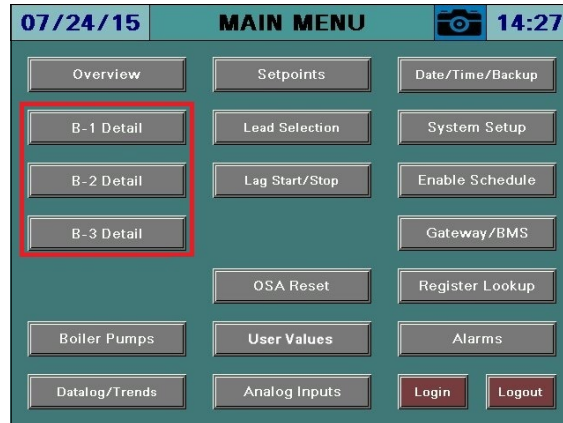 07/24/15 MAIN MENU 14:27
Overview Setpoints Date/Time/Backup
B-1 Detail Lead Selection System Setup
B-2 Detail Lag Start/Stop Enable Schedule
B-3 Detail Gateway/BMS
OSA Reset Register Lookup
Boiler Pumps User Values Alarms
Datalog/Trends Analog Inputs Login Logout